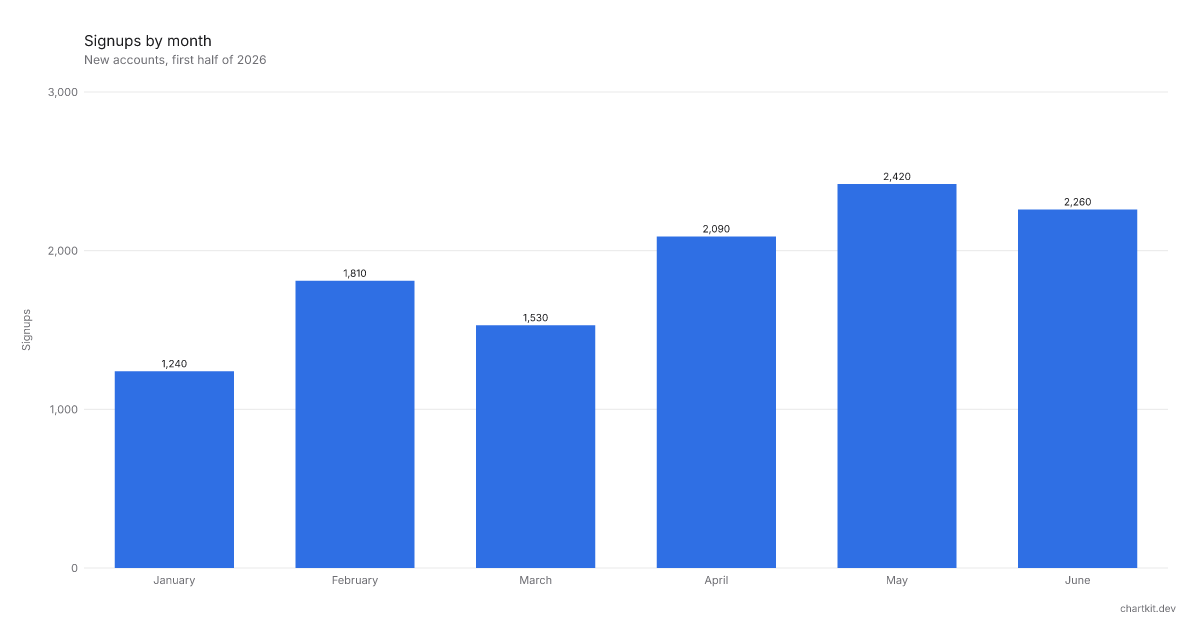 Signups by month
New accounts, first half of 2026
3,000
2,000
1,000
0
Signups
1,240
1,810
1,530
2,090
2,420
2,260
January
February
March
April
May
June
chartkit.dev